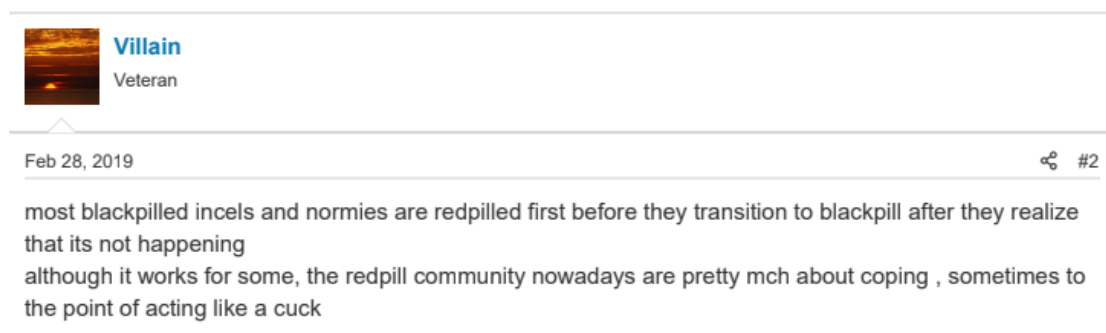 Villain
Veteran
Feb 28, 2019 #2
most blackpilled incels and normies are redpilled first before they transition to blackpill after they realize
that its not happening
although it works for some, the redpill community nowadays are pretty mch about coping , sometimes to
the point of acting like a cuck